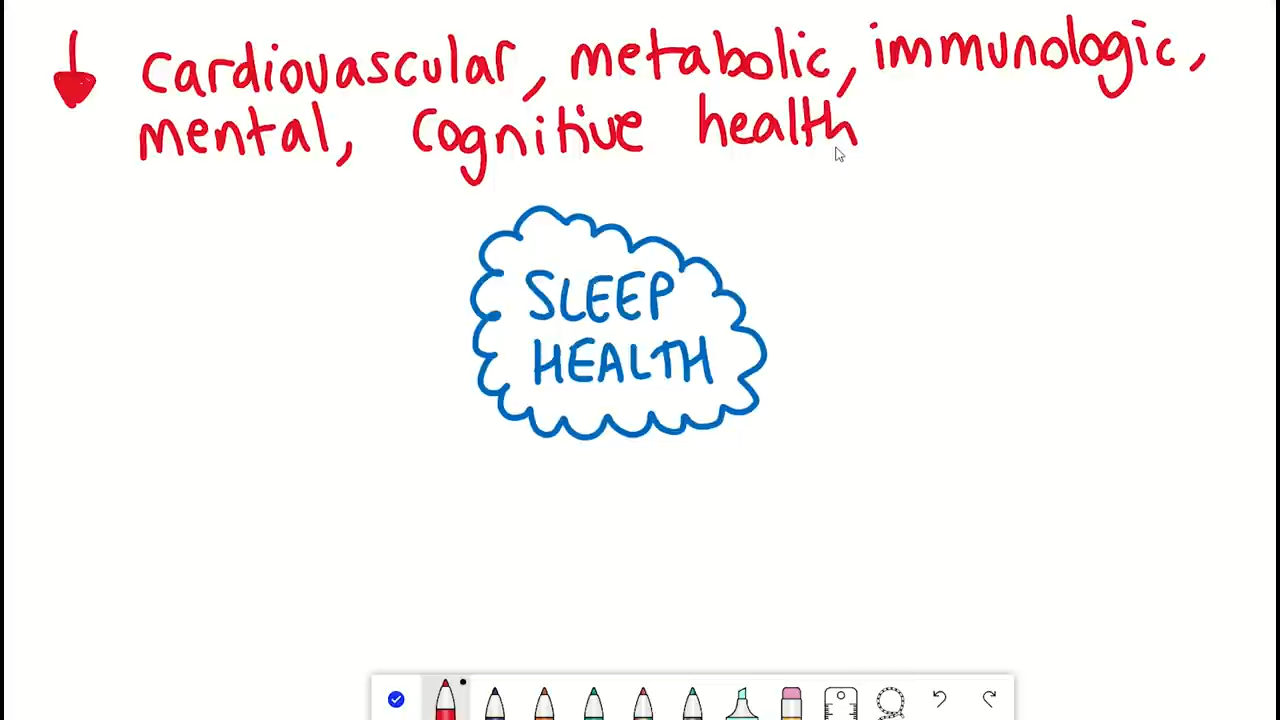 ↓ cardiovascular, metabolic, immunologic,
mental, cognitive health
SLEEP
HEALTH